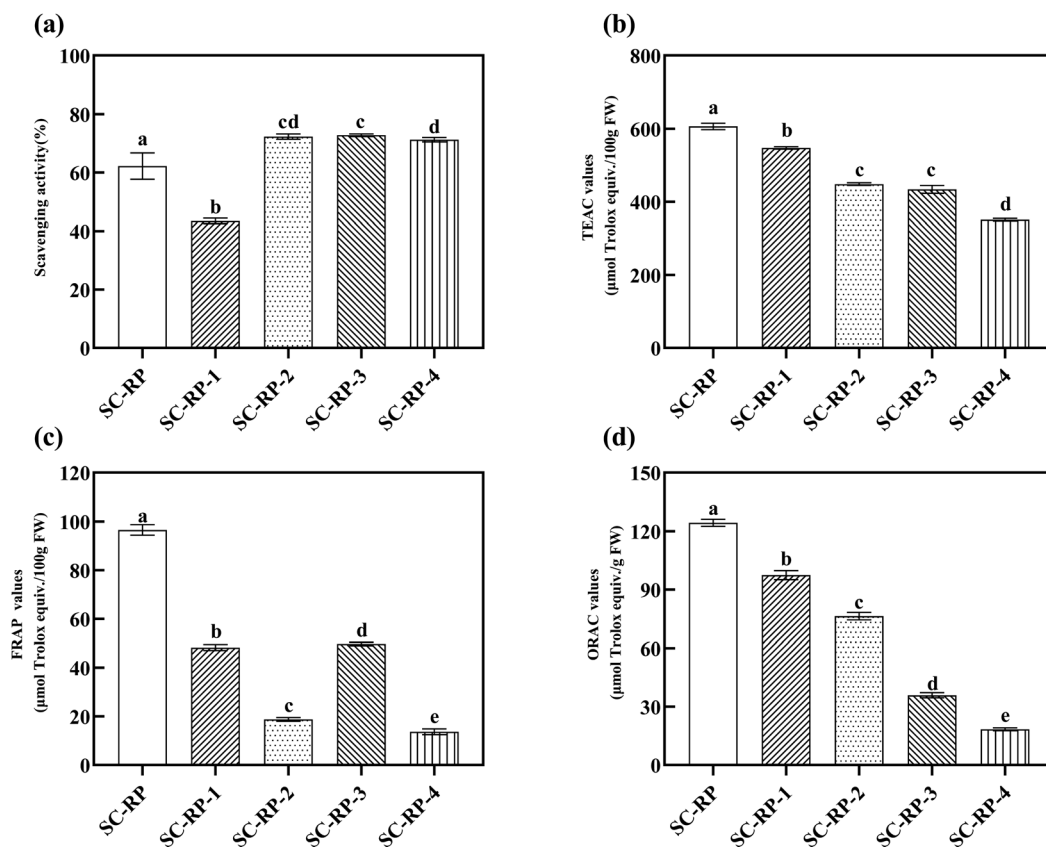 (a)
Scavenging activity(%)
100
80
60
40
20
0
a
b
cd
c
d
SC-RP
SC-RP-1
SC-RP-2
SC-RP-3
SC-RP-4
(b)
TEAC values
(μmol Trolox equiv./100g FW)
800
600
400
200
0
a
b
c
c
d
SC-RP
SC-RP-1
SC-RP-2
SC-RP-3
SC-RP-4
(c)
FRAP values
(μmol Trolox equiv./100g FW)
120
100
80
60
40
20
0
a
b
c
d
e
SC-RP
SC-RP-1
SC-RP-2
SC-RP-3
SC-RP-4
(d)
ORAC values
(μmol Trolox equiv./g FW)
150
120
90
60
30
0
a
b
c
d
e
SC-RP
SC-RP-1
SC-RP-2
SC-RP-3
SC-RP-4